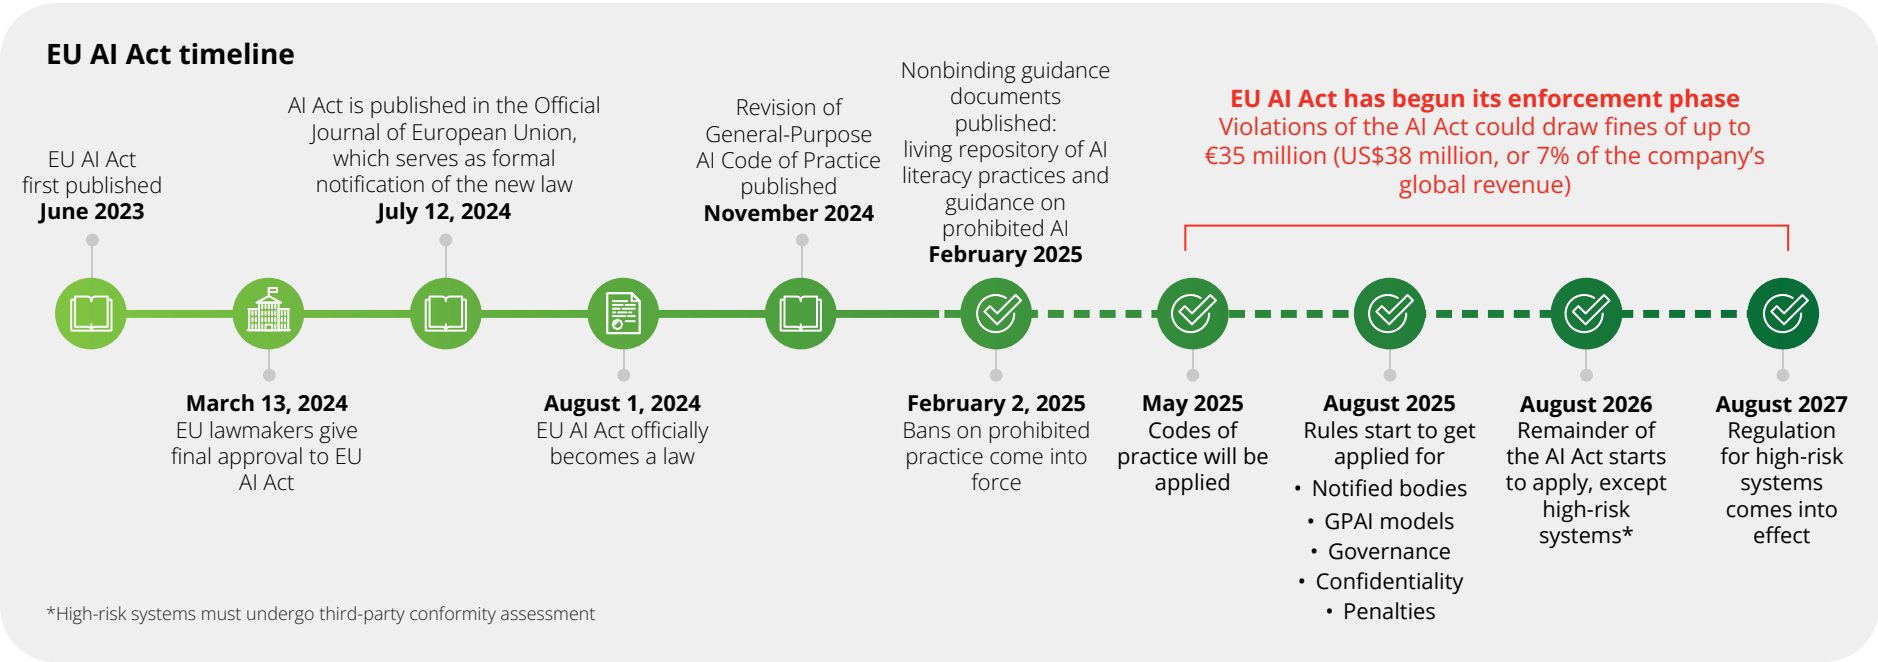 EU AI Act timeline
EU AI Act
first published
June 2023
March 13, 2024
EU lawmakers give
final approval to EU
AI Act
AI Act is published in the Official
Journal of European Union,
which serves as formal
notification of the new law
July 12, 2024
August 1, 2024
EU AI Act officially
becomes a law
Revision of
General-Purpose
AI Code of Practice
published
November 2024
Nonbinding guidance
documents
published:
living repository of AI
literacy practices and
guidance on
prohibited AI
February 2025
February 2, 2025
Bans on prohibited
practice come into
force
EU AI Act has begun its enforcement phase
Violations of the AI Act could draw fines of up to
€35 million (US$38 million, or 7% of the company’s
global revenue)
May 2025
Codes of
practice will be
applied
August 2025
Rules start to get
applied for
• Notified bodies
• GPAI models
• Governance
• Confidentiality
• Penalties
August 2026
Remainder of
the AI Act starts
to apply, except
high-risk
systems*
August 2027
Regulation
for high-risk
systems
comes into
effect
*High-risk systems must undergo third-party conformity assessment